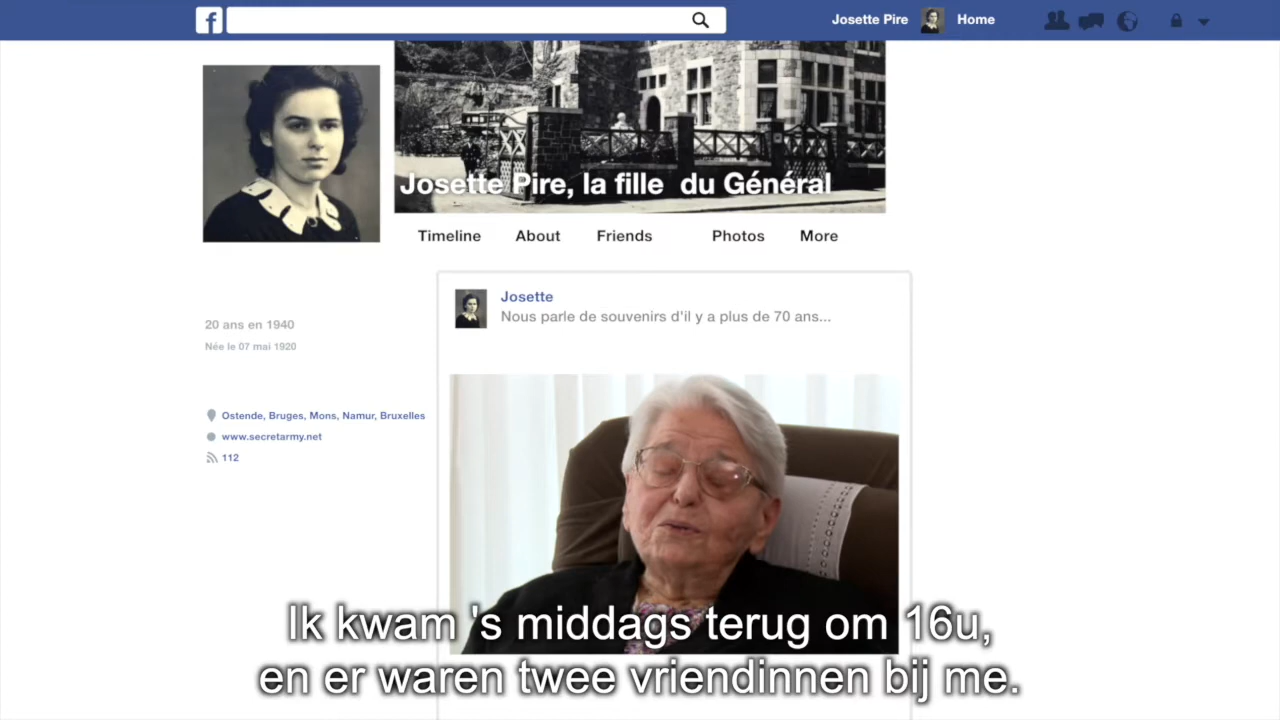 f
Josette Pire
Home
Josette Pire, la fille du Général
Timeline
About
Friends
Photos
More
Josette
Nous parle de souvenirs d'il y a plus de 70 ans...
20 ans en 1940
Née le 07 mai 1920
Ostende, Bruges, Mons, Namur, Bruxelles
www.secretarmy.net
112
Ik kwam 's middags terug om 16u,
en er waren twee vriendinnen bij me.